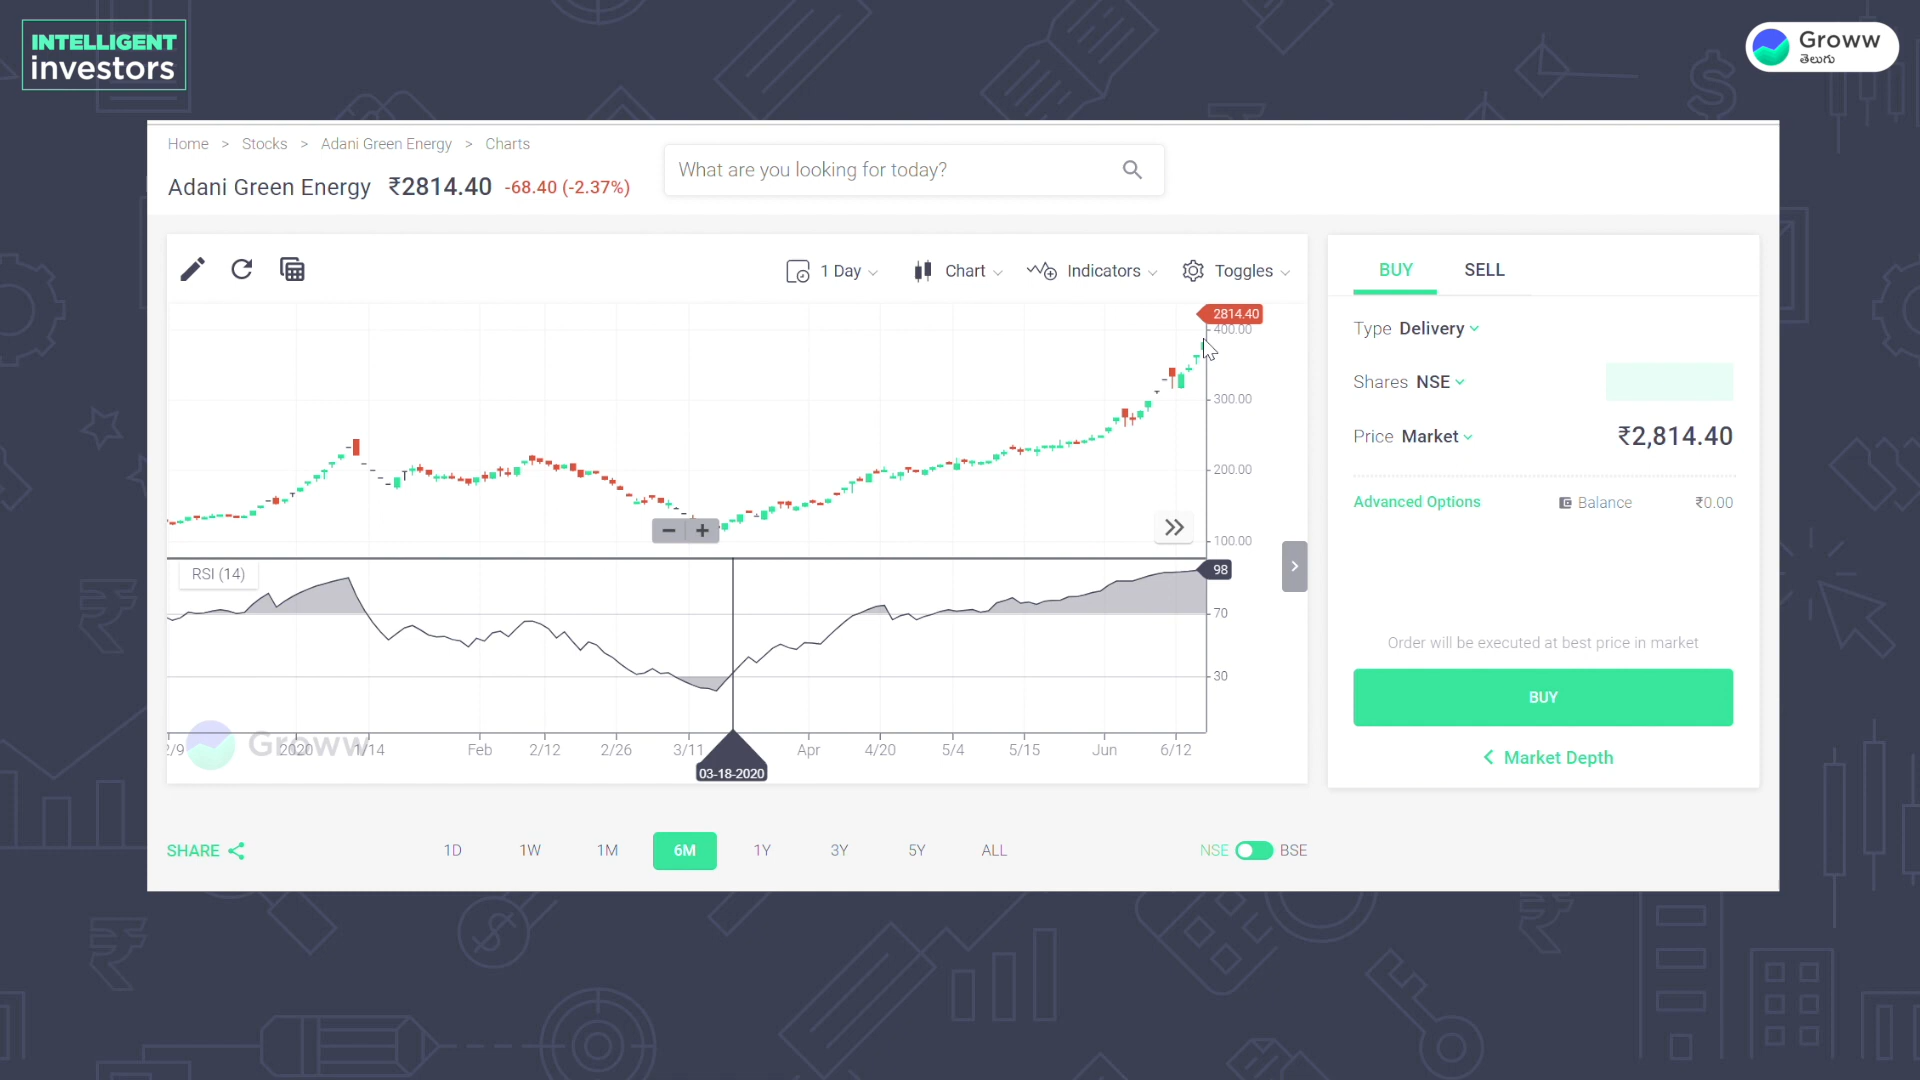 INTELLIGENT
investors
Groww
తెలుగు
Home > Stocks > Adani Green Energy > Charts
What are you looking for today?
Adani Green Energy ₹2814.40 -68.40 (-2.37%)
1 Day
Chart
Indicators
Toggles
2814.40
400.00
300.00
200.00
100.00
RSI (14)
98
70
30
Groww
2/9 2020 1/14 Feb 2/12 2/26 3/11 Apr 4/20 5/4 5/15 Jun 6/12
03-18-2020
SHARE
1D 1W 1M 6M 1Y 3Y 5Y ALL
NSE BSE
BUY SELL
Type Delivery
Shares NSE
Price Market ₹2,814.40
Advanced Options Balance ₹0.00
Order will be executed at best price in market
BUY
Market Depth